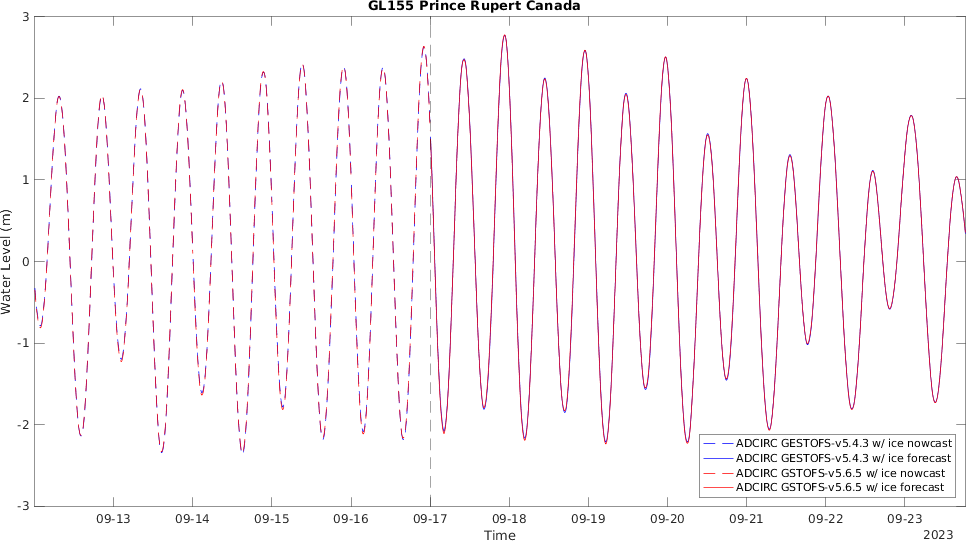 GL155 Prince Rupert Canada
3
2
1
0
-1
-2
-3
Water Level (m)
ADCIRC GESTOFS-v5.4.3 w/ ice nowcast
ADCIRC GESTOFS-v5.4.3 w/ ice forecast
ADCIRC GSTOFS-v5.6.5 w/ ice nowcast
ADCIRC GSTOFS-v5.6.5 w/ ice forecast
09-13 09-14 09-15 09-16 09-17 09-18 09-19 09-20 09-21 09-22 09-23
Time
2023